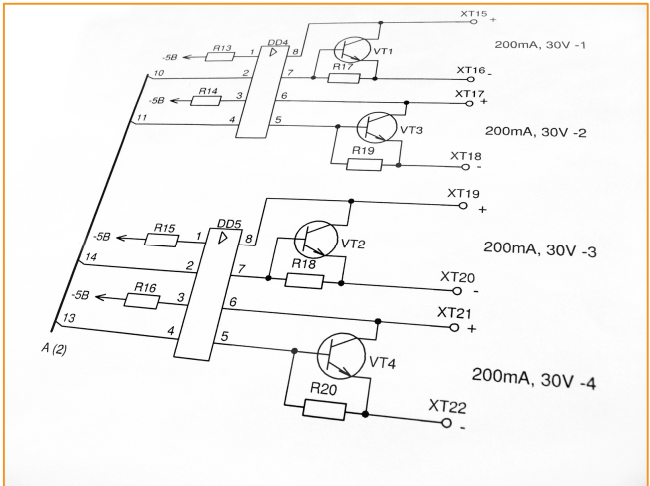 XT15
+
R13
DD4
-5B
1
8
VT1
200mA, 30V -1
R17
10
2
7
XT16
-
R14
-5B
3
6
XT17
+
11
4
5
VT3
200mA, 30V -2
R19
XT18
-
XT19
+
R15
DD5
-5B
1
8
VT2
200mA, 30V -3
R18
14
2
7
XT20
-
R16
-5B
3
6
XT21
+
13
4
5
VT4
A (2)
200mA, 30V -4
R20
XT22
-